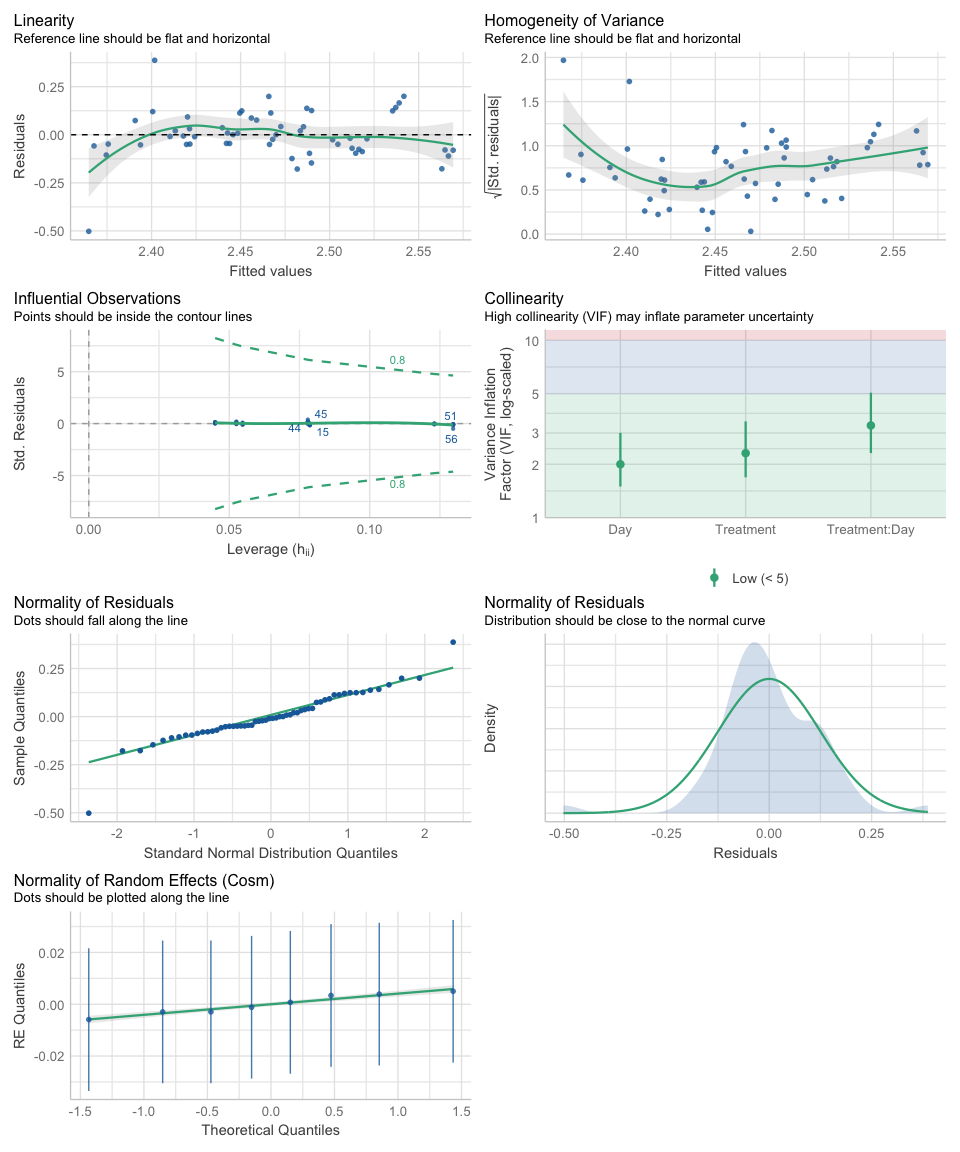 Linearity
Reference line should be flat and horizontal
Residuals
0.25
0.00
-0.25
-0.50
2.40 2.45 2.50 2.55
Fitted values
Homogeneity of Variance
Reference line should be flat and horizontal
√|Std. residuals|
2.0
1.5
1.0
0.5
0.0
2.40 2.45 2.50 2.55
Fitted values
Influential Observations
Points should be inside the contour lines
Std. Residuals
5
0
-5
0.8
45
51
44
15
56
0.8
0.00 0.05 0.10
Leverage (hii)
Collinearity
High collinearity (VIF) may inflate parameter uncertainty
Variance Inflation
Factor (VIF, log-scaled)
10
5
3
2
1
Day Treatment Treatment:Day
Low (< 5)
Normality of Residuals
Dots should fall along the line
Sample Quantiles
0.25
0.00
-0.25
-0.50
-2 -1 0 1 2
Standard Normal Distribution Quantiles
Normality of Residuals
Distribution should be close to the normal curve
Density
-0.50 -0.25 0.00 0.25
Residuals
Normality of Random Effects (Cosm)
Dots should be plotted along the line
RE Quantiles
0.02
0.00
-0.02
-1.5 -1.0 -0.5 0.0 0.5 1.0 1.5
Theoretical Quantiles